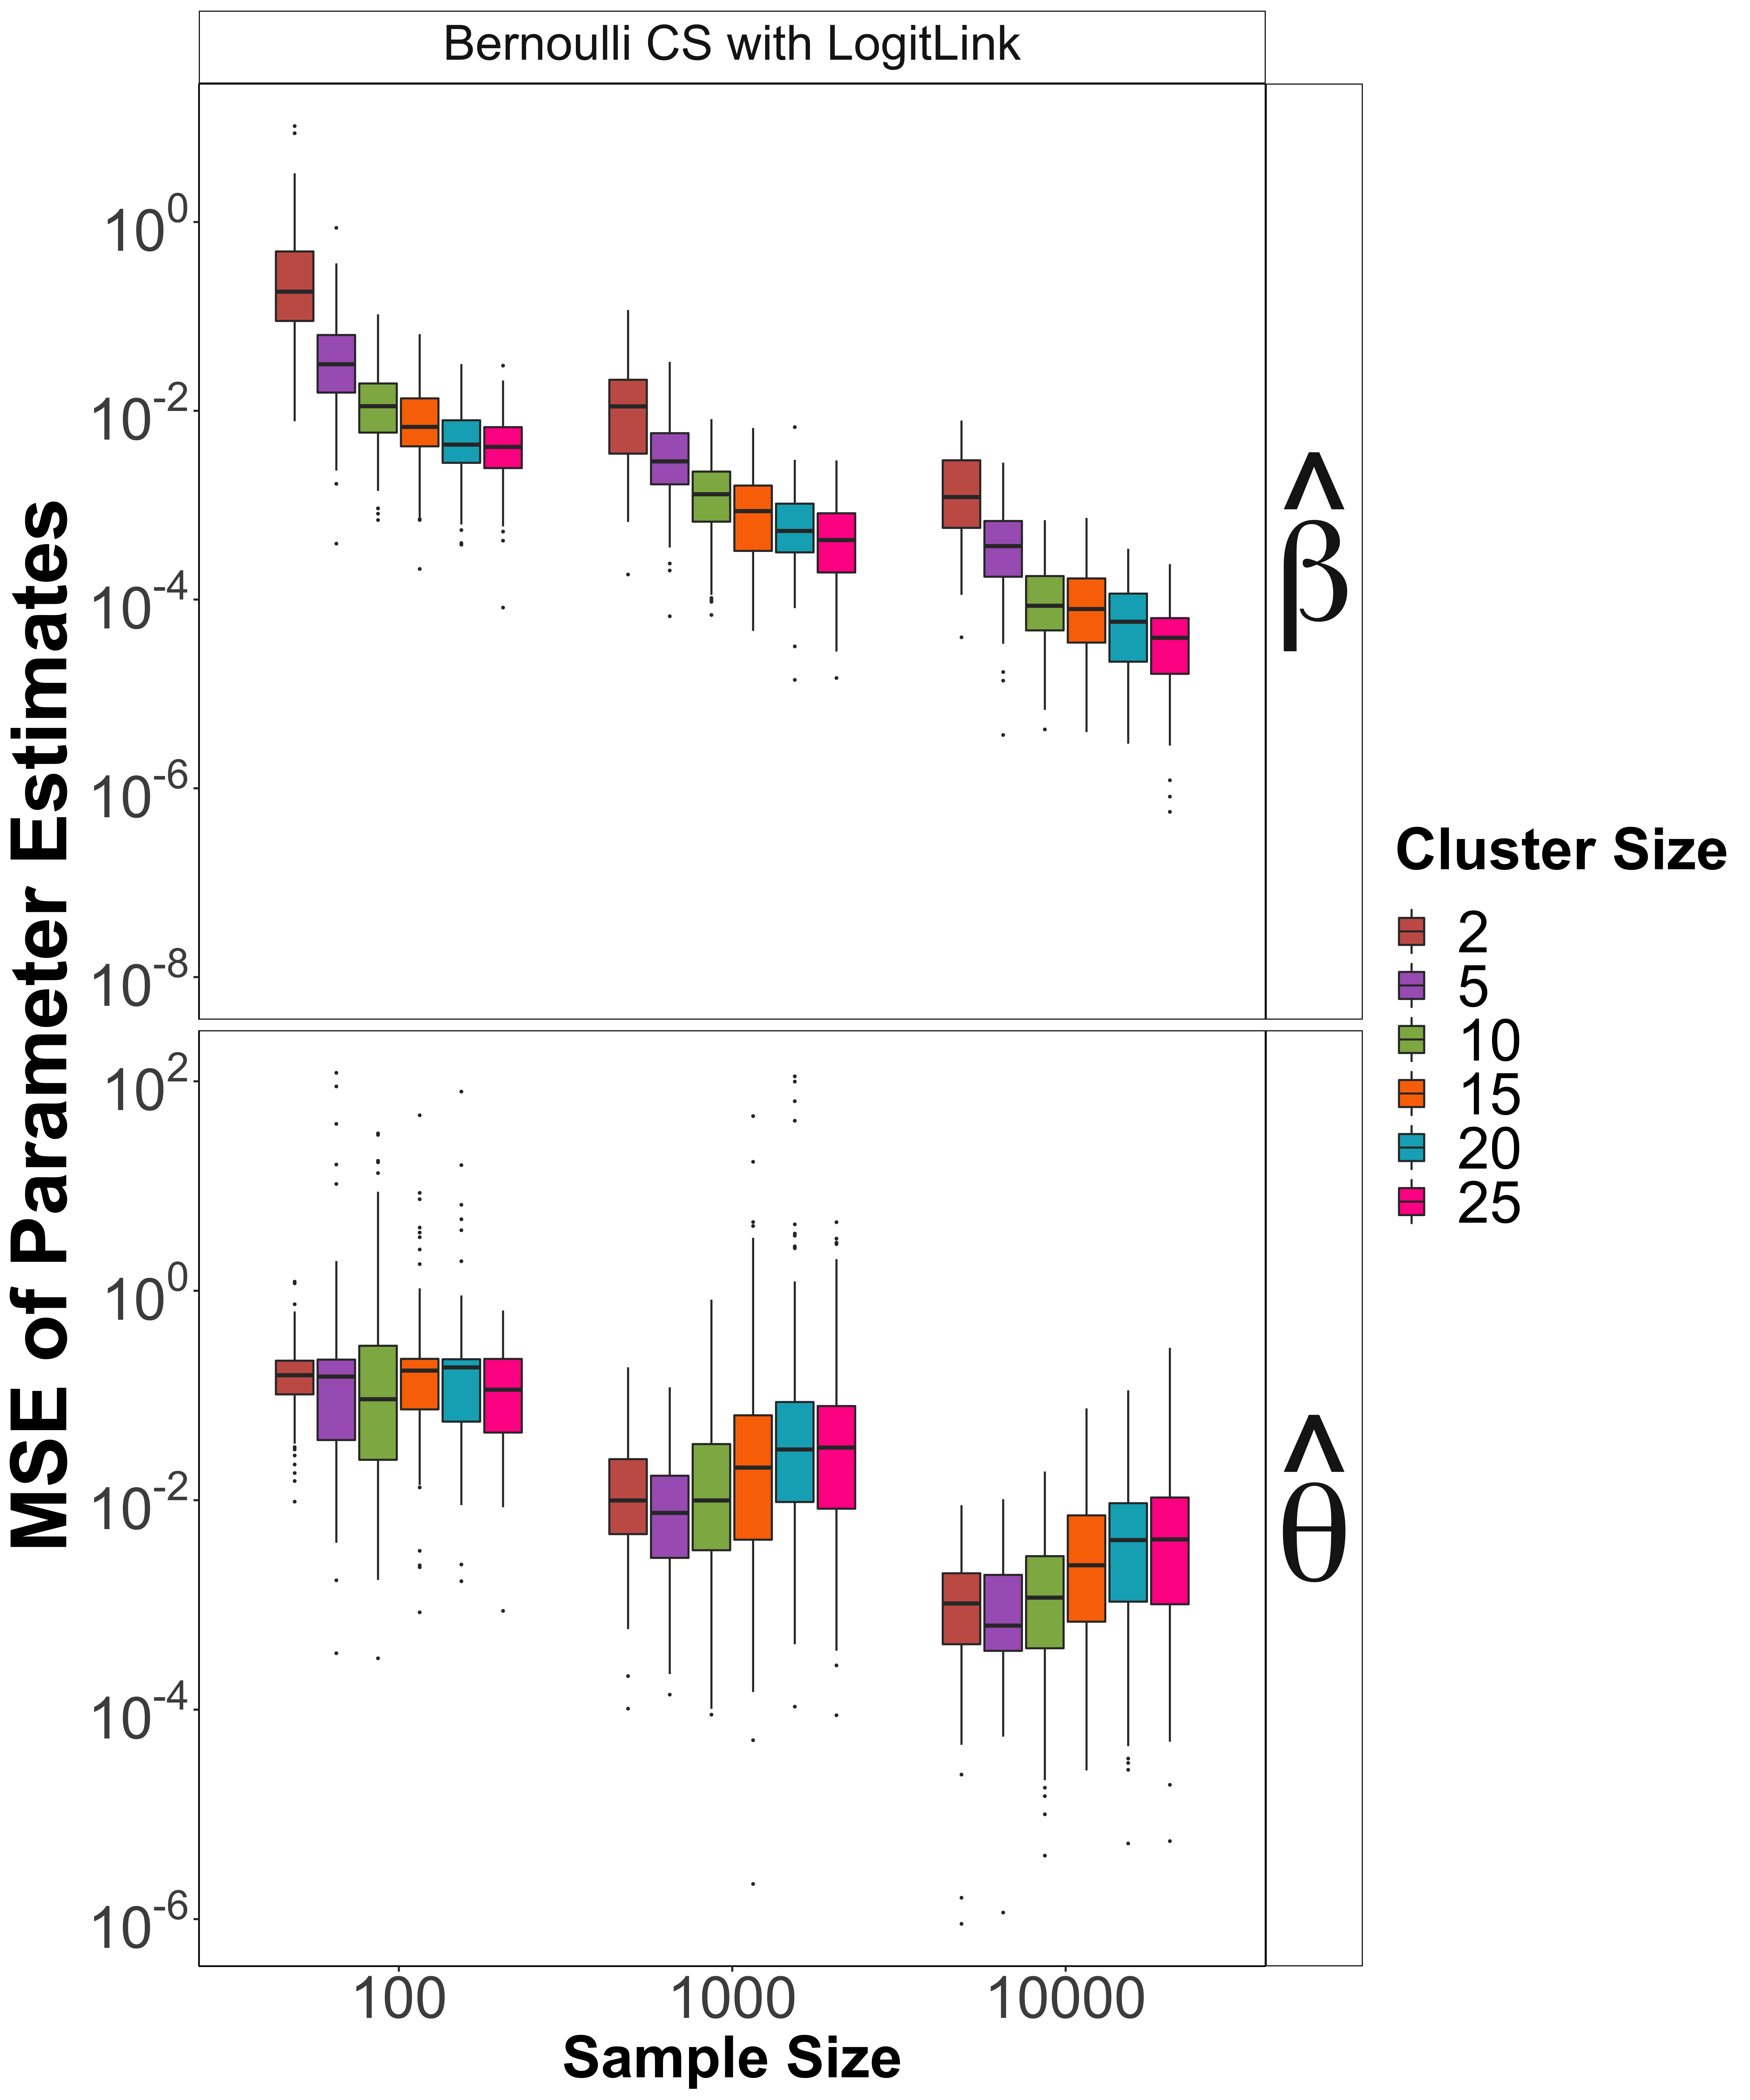 Bernoulli CS with LogitLink
MSE of Parameter Estimates
10^0
10^-2
10^-4
10^-6
10^-8
β̂
10^2
10^0
10^-2
10^-4
10^-6
θ̂
100 1000 10000
Sample Size
Cluster Size
2
5
10
15
20
25